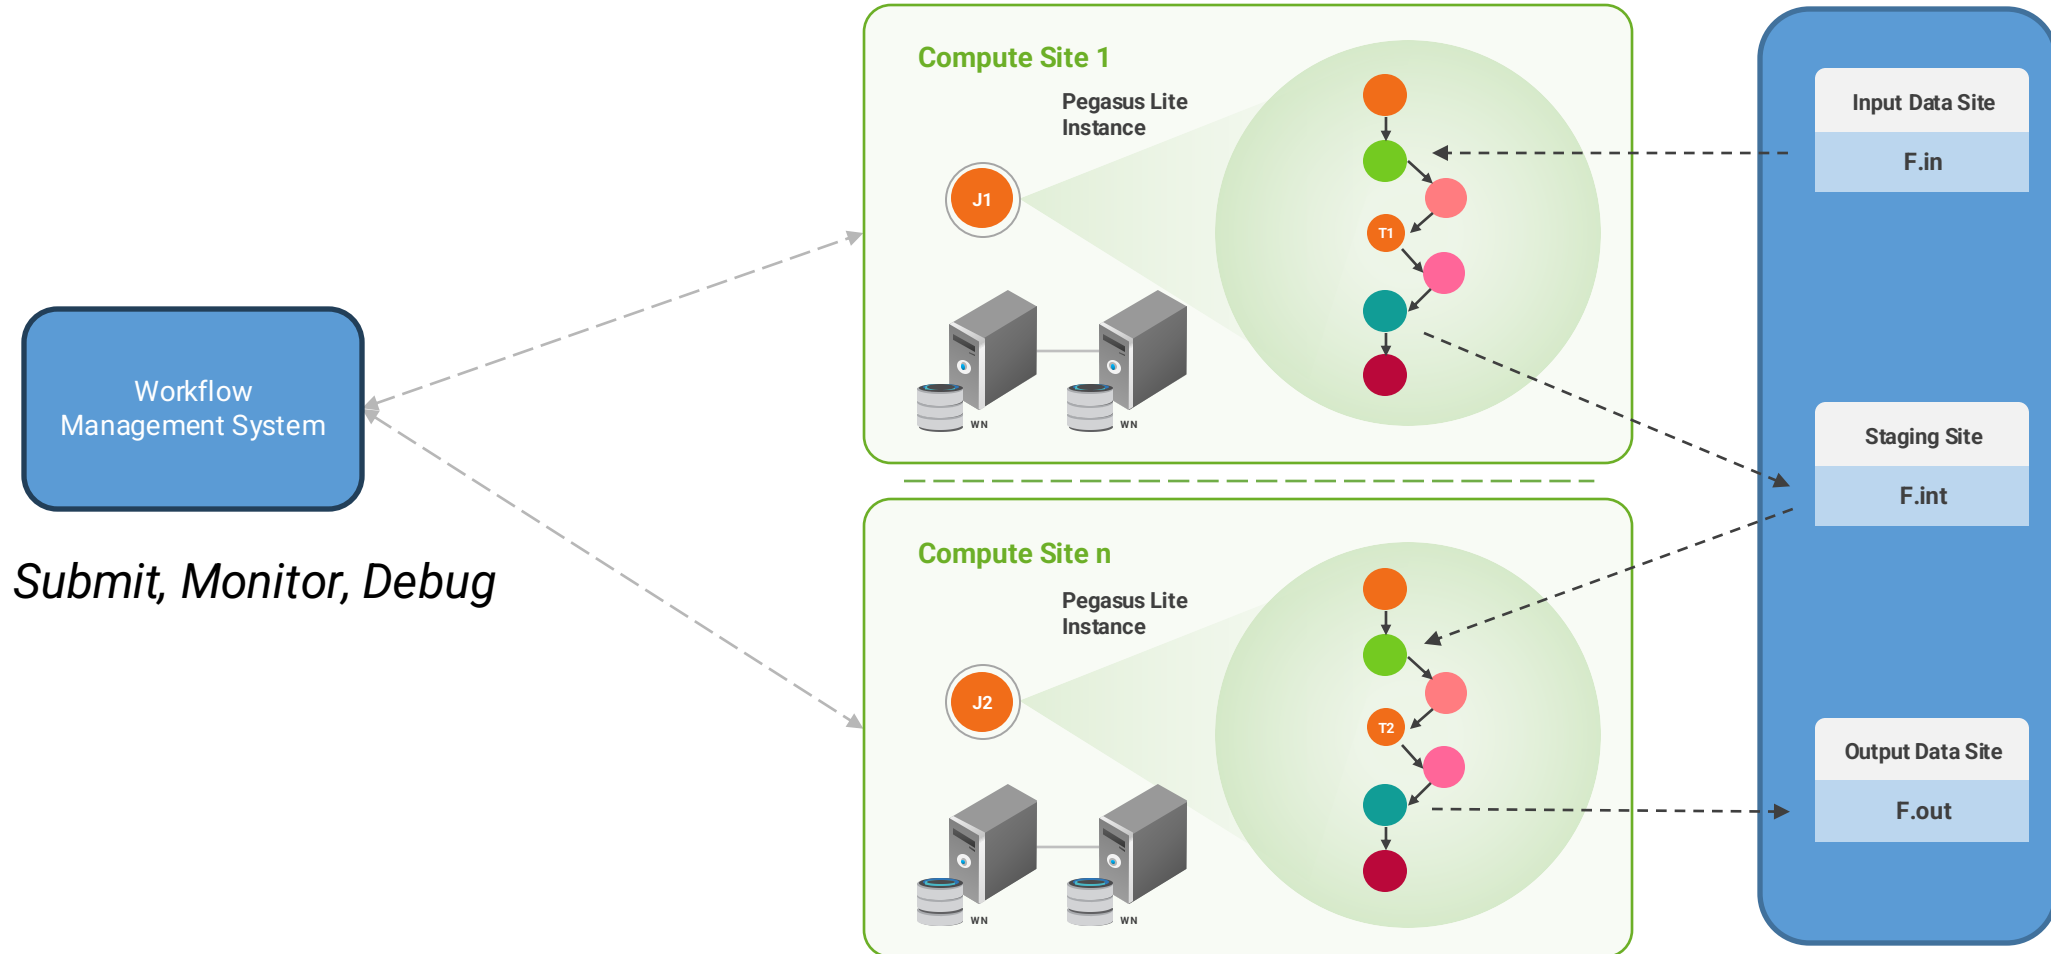 Workflow
Management System
Submit, Monitor, Debug
Compute Site 1
Pegasus Lite
Instance
J1
T1
WN
WN
Compute Site n
Pegasus Lite
Instance
J2
T2
WN
WN
Input Data Site
F.in
Staging Site
F.int
Output Data Site
F.out